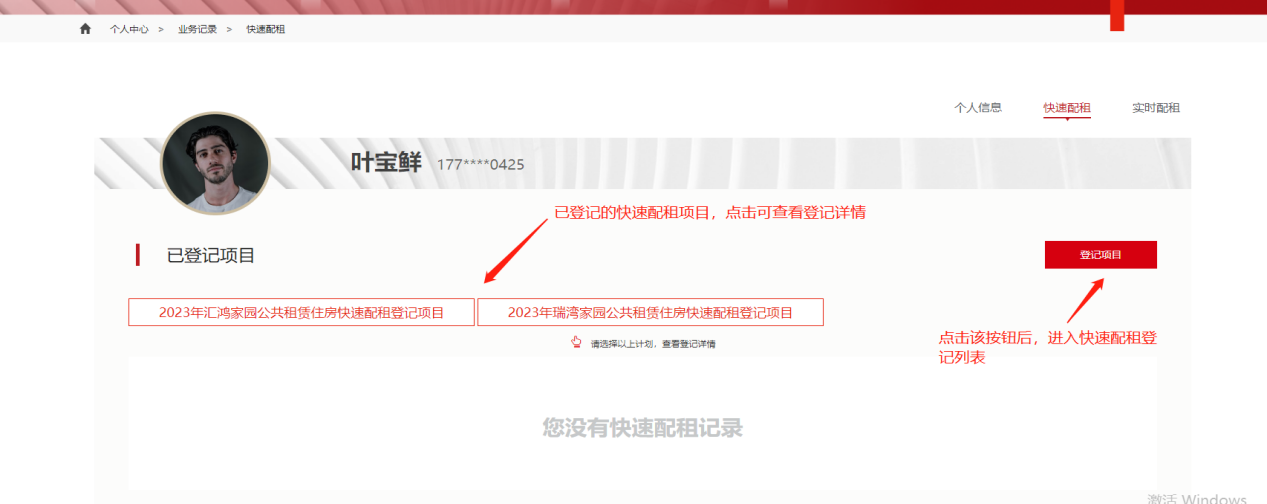 个人中心 > 业务记录 > 快速配租
个人信息 快速配租 实时配租
叶宝鲜 177****0425
已登记的快速配租项目，点击可查看登记详情
已登记项目
登记项目
2023年汇鸿家园公共租赁住房快速配租登记项目 2023年瑞湾家园公共租赁住房快速配租登记项目
点击该按钮后，进入快速配租登
记列表
请选择以上计划，查看登记详情
您没有快速配租记录
激活 Windows